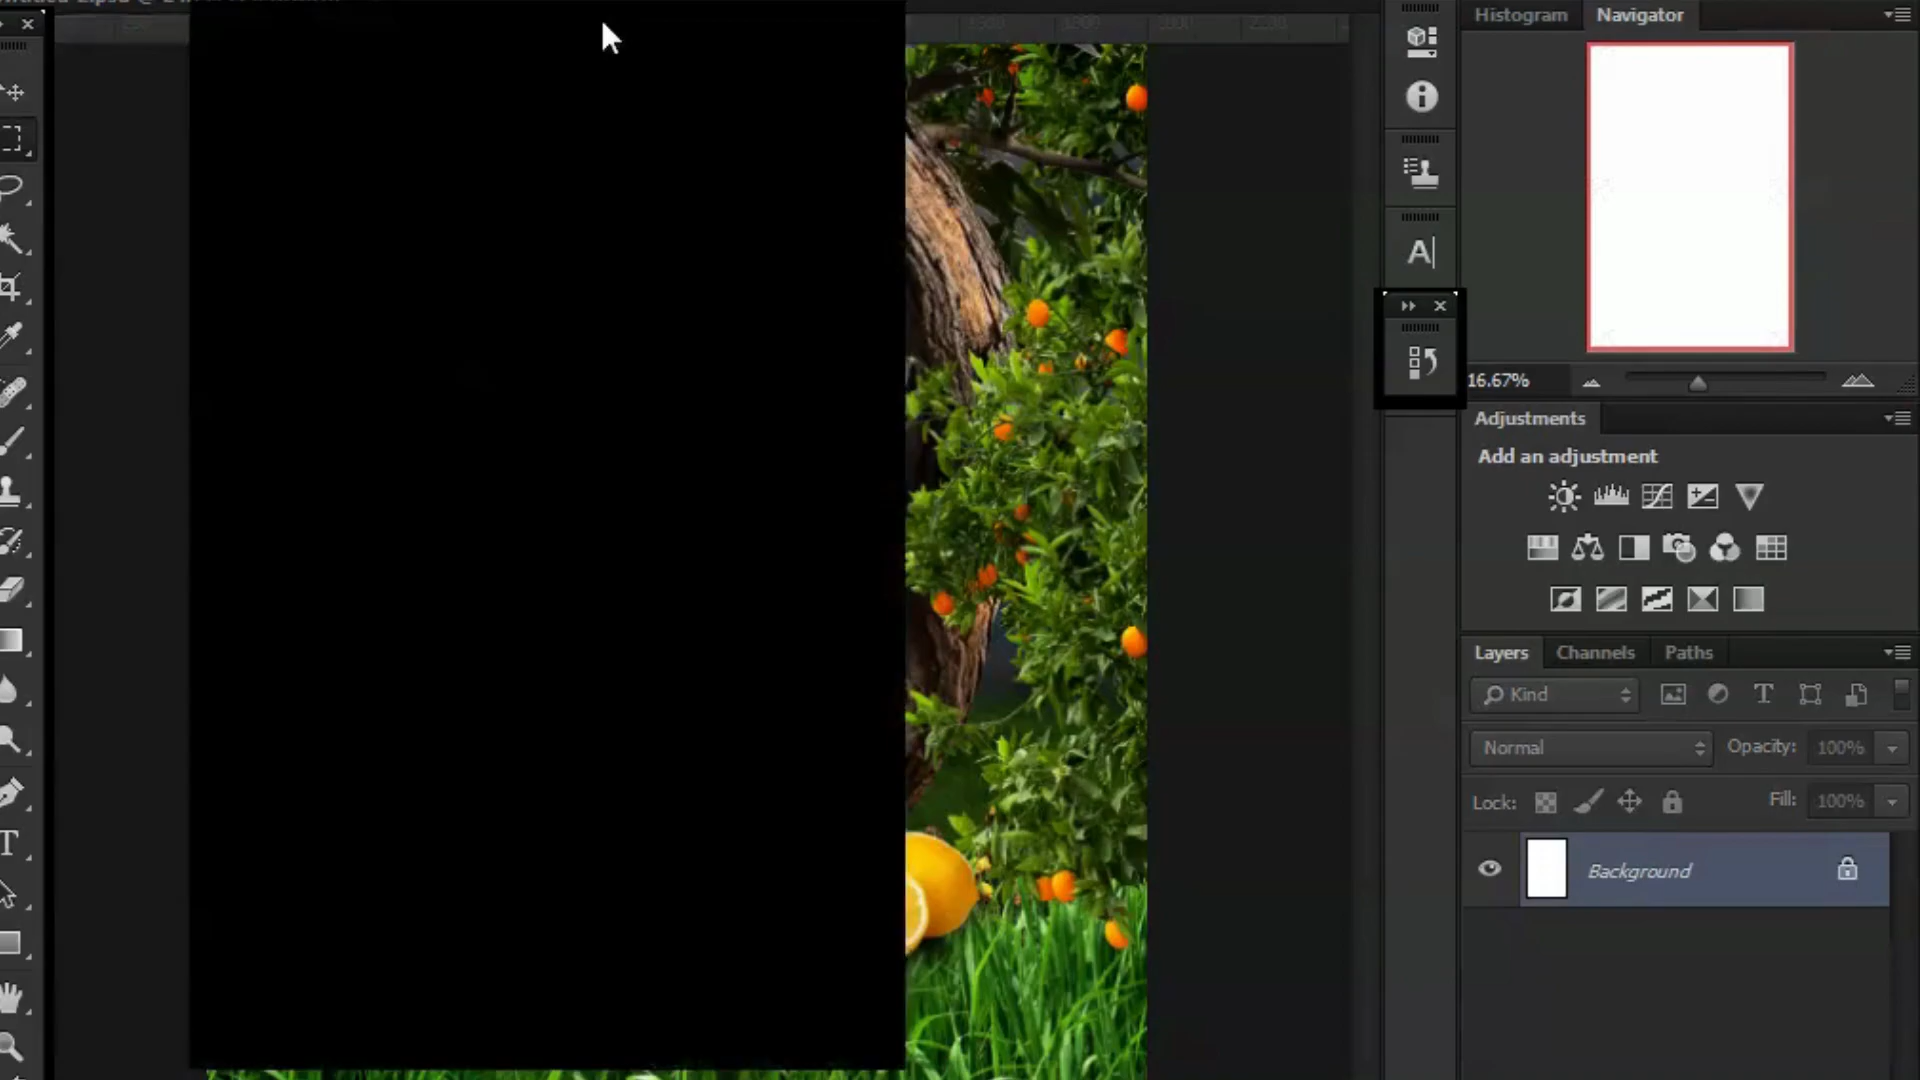 Histogram
Navigator
16.67%
Adjustments
Add an adjustment
Layers
Channels
Paths
Kind
Normal
Opacity:
100%
Lock:
Fill:
100%
Background